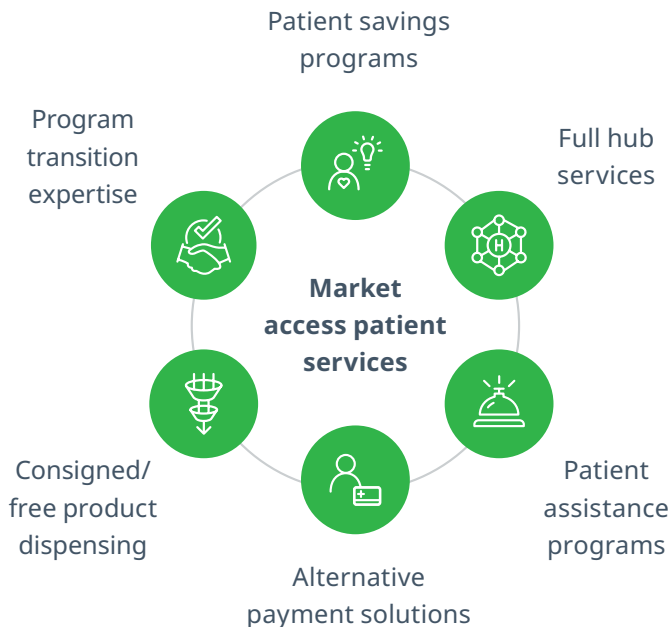 Patient savings
programs
Full hub
services
Patient
assistance
programs
Alternative
payment solutions
Consigned/
free product
dispensing
Program
transition
expertise
Market
access patient
services
H